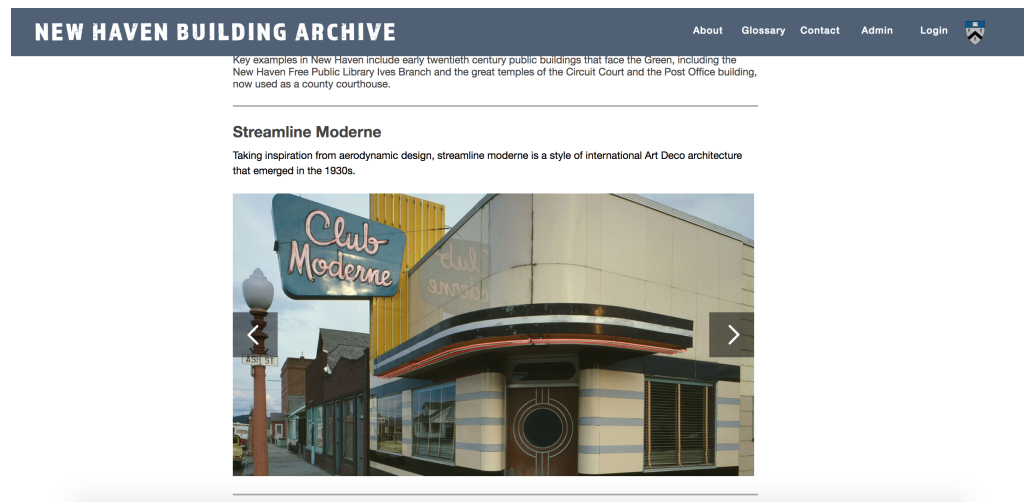 NEW HAVEN BUILDING ARCHIVE
About Glossary Contact Admin Login
Key examples in New Haven include early twentieth century public buildings that face the Green, including the
New Haven Free Public Library Ives Branch and the great temples of the Circuit Court and the Post Office building,
now used as a county courthouse.
Streamline Moderne
Taking inspiration from aerodynamic design, streamline moderne is a style of international Art Deco architecture
that emerged in the 1930s.
Club
Moderne
ASH ST